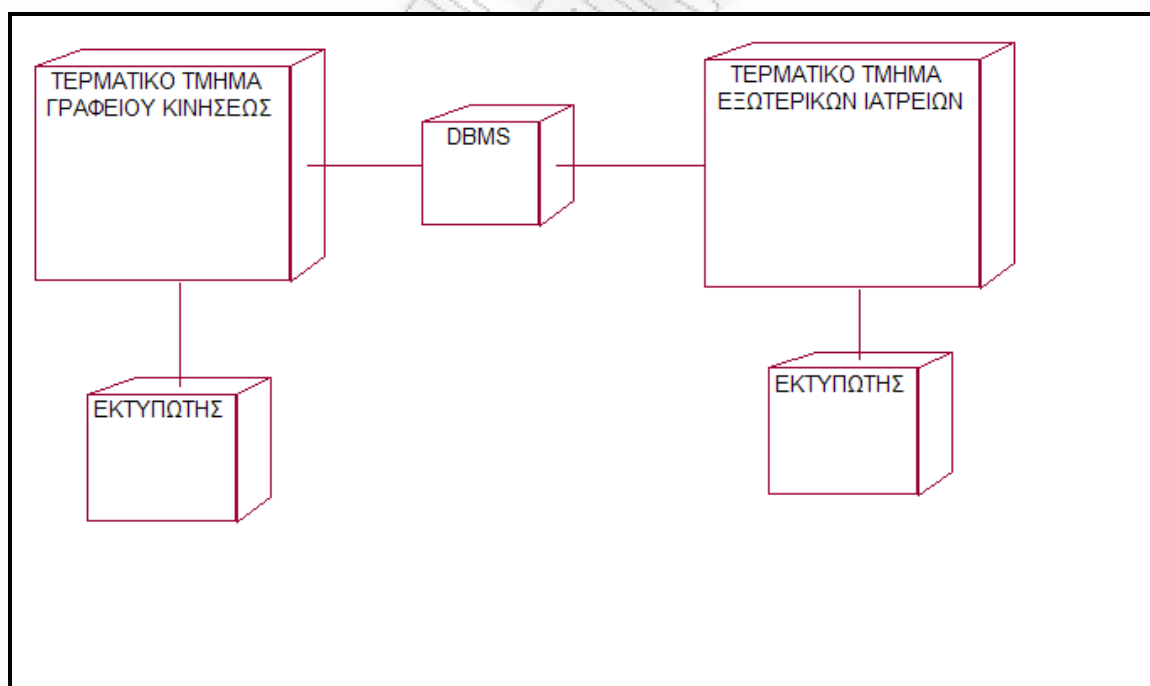 ΤΕΡΜΑΤΙΚΟ ΤΜΗΜΑ
ΓΡΑΦΕΙΟΥ ΚΙΝΗΣΕΩΣ
DBMS
ΤΕΡΜΑΤΙΚΟ ΤΜΗΜΑ
ΕΞΩΤΕΡΙΚΩΝ ΙΑΤΡΕΙΩΝ
ΕΚΤΥΠΩΤΗΣ
ΕΚΤΥΠΩΤΗΣ